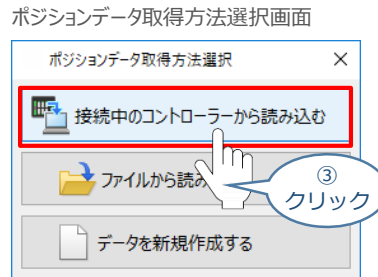 ポジションデータ取得方法選択画面
ポジションデータ取得方法選択
接続中のコントローラーから読み込む
ファイルから読み
③
クリック
データを新規作成する